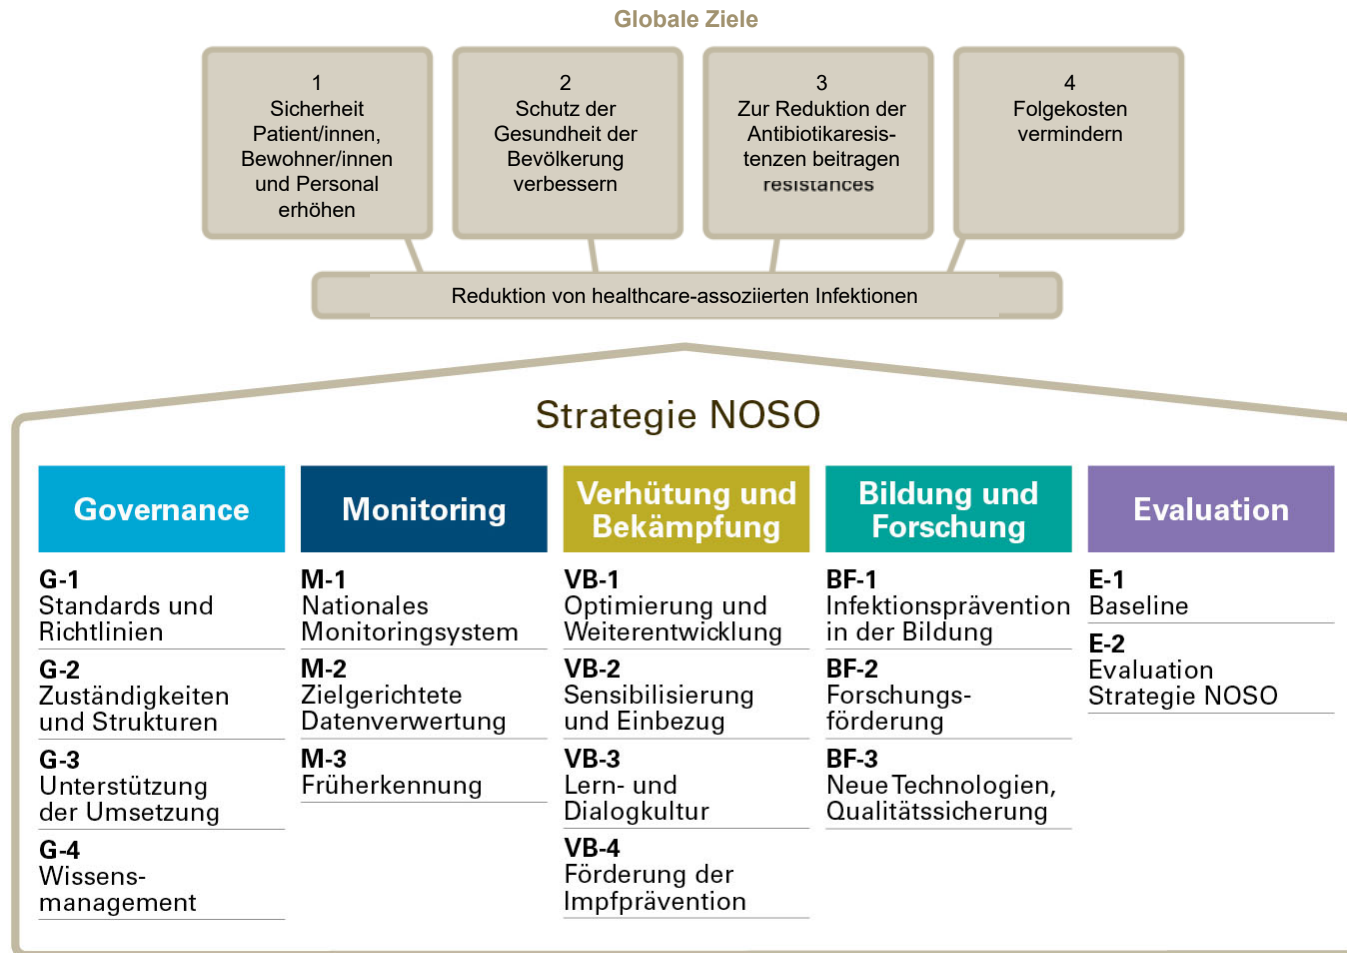 Globale Ziele
1
Sicherheit
Patient/innen,
Bewohner/innen
und Personal
erhöhen
2
Schutz der
Gesundheit der
Bevölkerung
verbessern
3
Zur Reduktion der
Antibiotikaresis-
tenzen beitragen
resistances
4
Folgekosten
vermindern
Reduktion von healthcare-assoziierten Infektionen
Strategie NOSO
Governance
G-1
Standards und
Richtlinien
G-2
Zuständigkeiten
und Strukturen
G-3
Unterstützung
der Umsetzung
G-4
Wissens-
management
Monitoring
M-1
Nationales
Monitoringsystem
M-2
Zielgerichtete
Datenverwertung
M-3
Früherkennung
Verhütung und
Bekämpfung
VB-1
Optimierung und
Weiterentwicklung
VB-2
Sensibilisierung
und Einbezug
VB-3
Lern- und
Dialogkultur
VB-4
Förderung der
Impfprävention
Bildung und
Forschung
BF-1
Infektionsprävention
in der Bildung
BF-2
Forschungs-
förderung
BF-3
Neue Technologien,
Qualitätssicherung
Evaluation
E-1
Baseline
E-2
Evaluation
Strategie NOSO